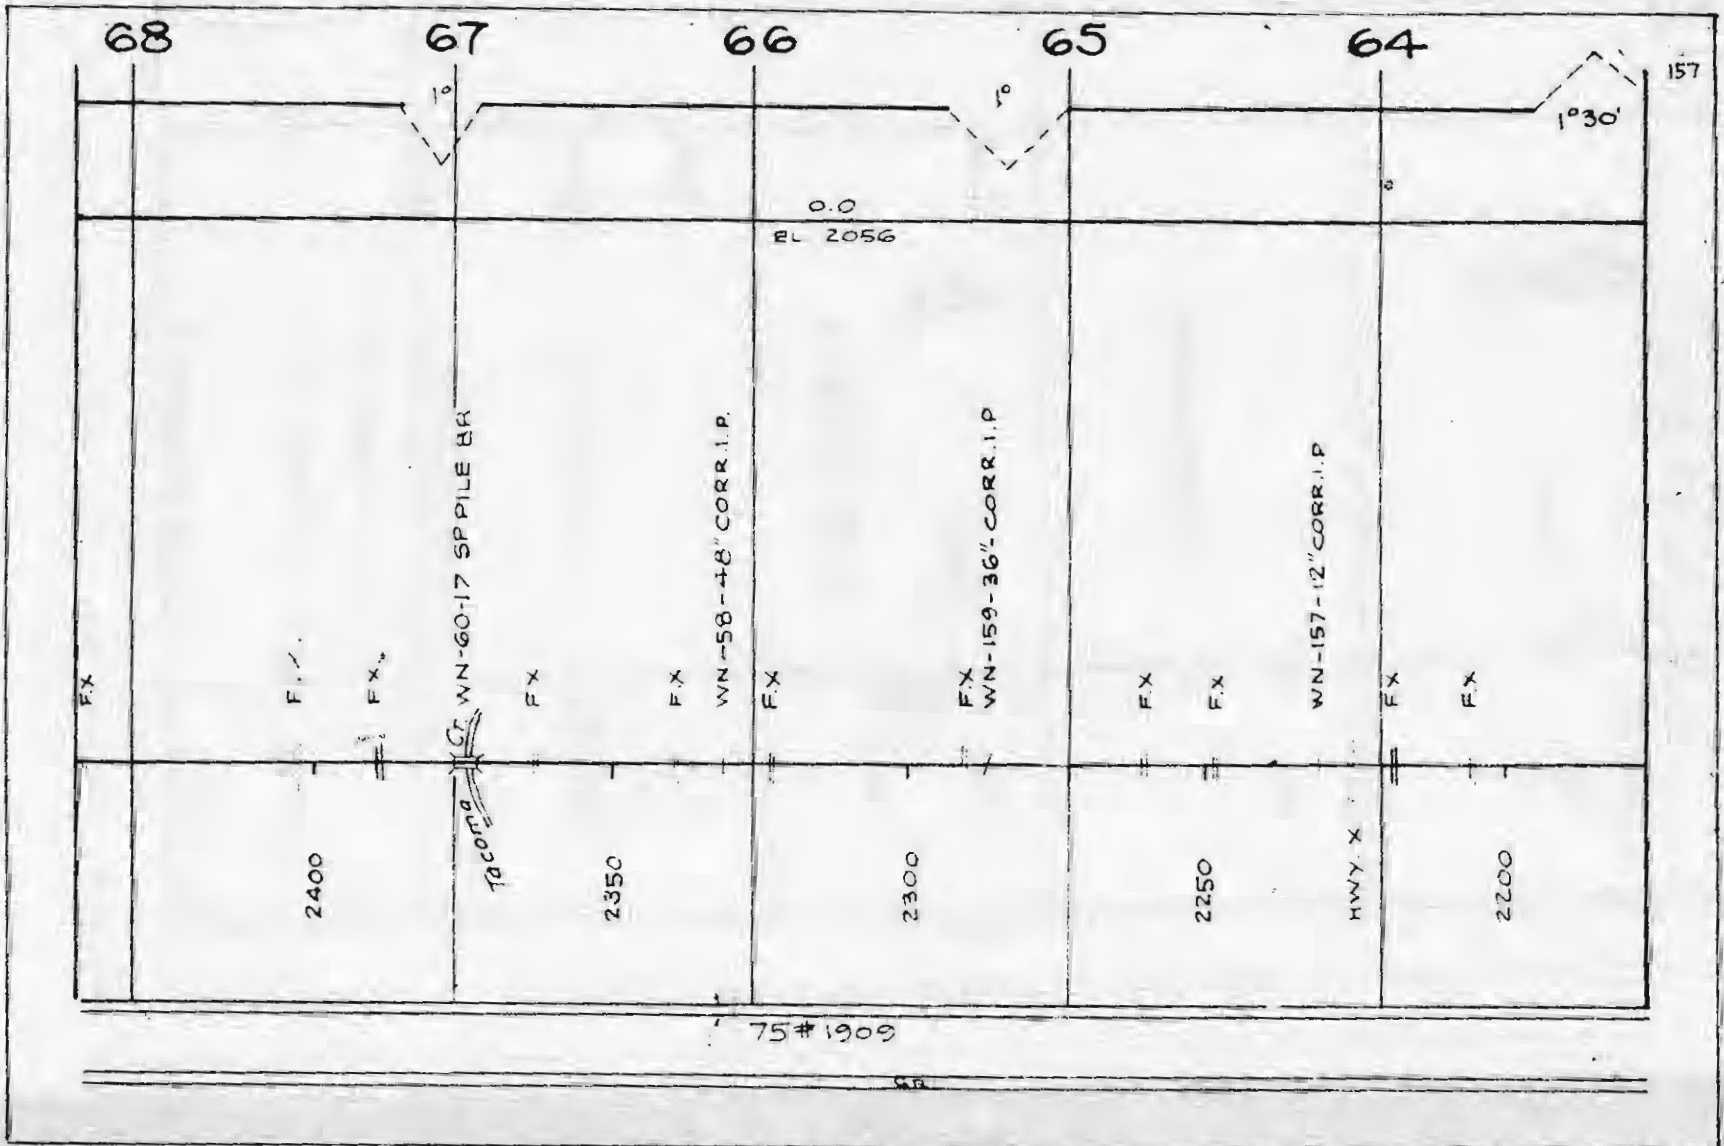 68 67 66 65 64
157
1° 1° 1°30'
0.0
EL 2056
F.X
F.X
F.X
Cr. WN-60-17 SP PILE BR
F.X
F.X
WN-58-48" CORR.I.P.
F.X
F.X
WN-159-36"-CORR.I.P
F.X
F.X
WN-157-12" CORR.I.P
F.X
F.X
Tacoma
2400
2350
2300
2250
HWY. X
2200
75# 1909